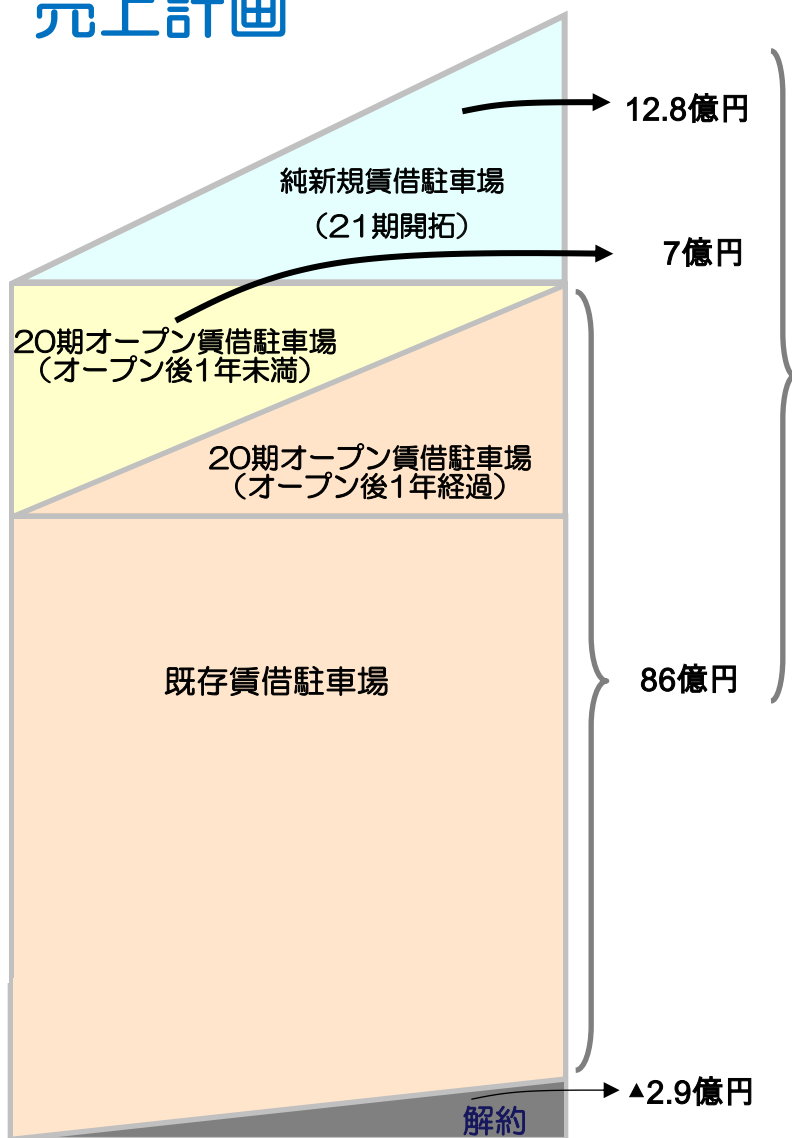 売上計画
12.8億円
純新規賃借駐車場
（21期開拓）
7億円
20期オープン賃借駐車場
（オープン後1年未満）
20期オープン賃借駐車場
（オープン後1年経過）
既存賃借駐車場
86億円
▲2.9億円
解約